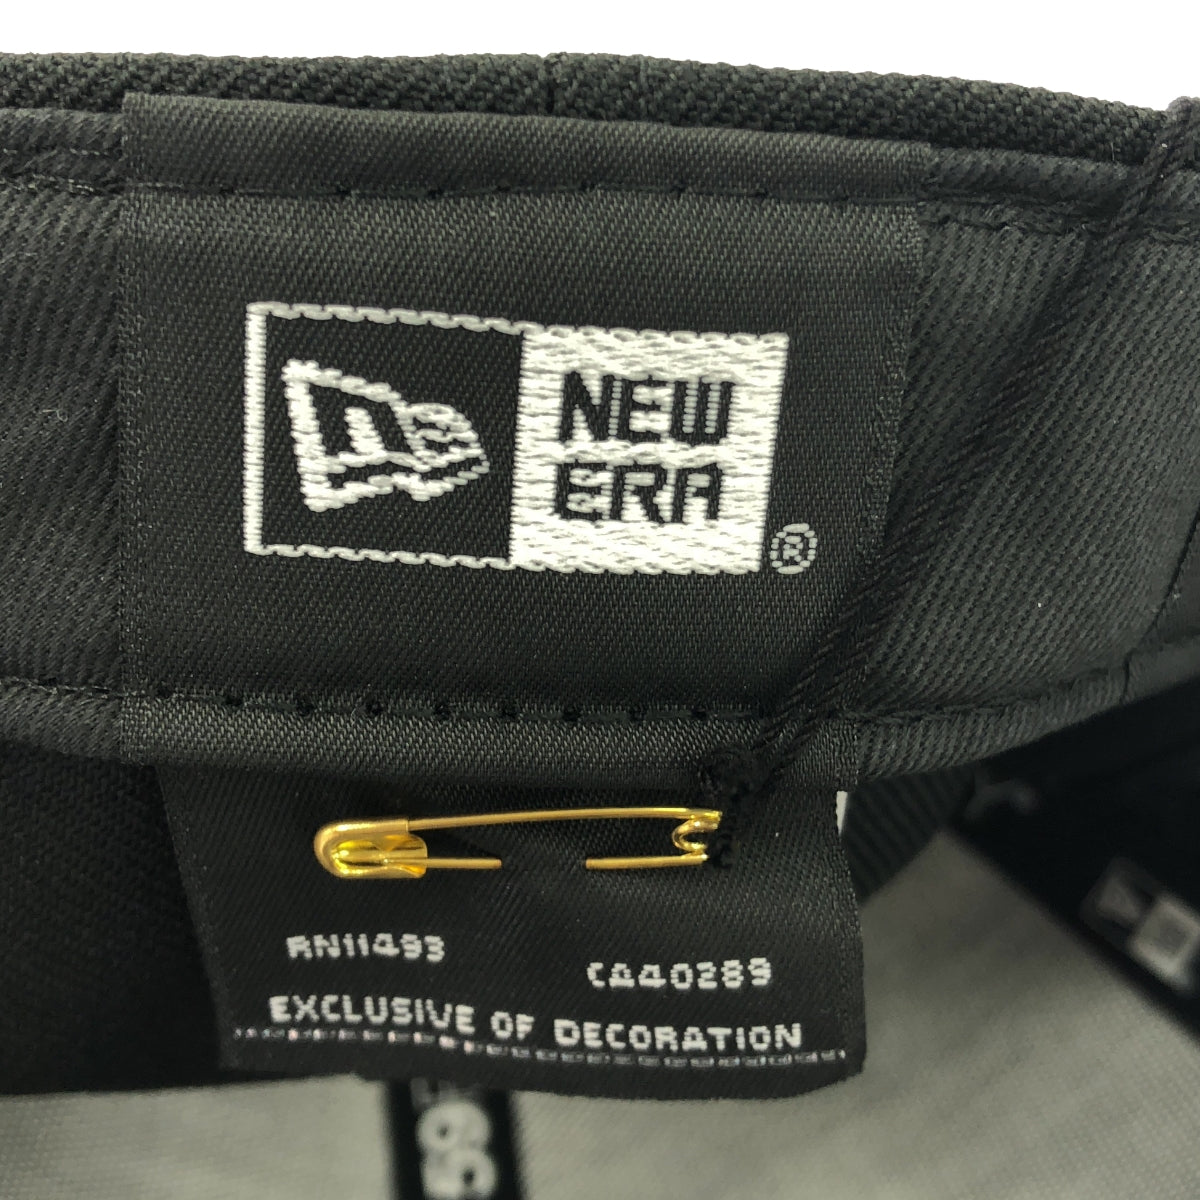 NEW
ERA
®
RN11493
CA40289
EXCLUSIVE OF DECORATION